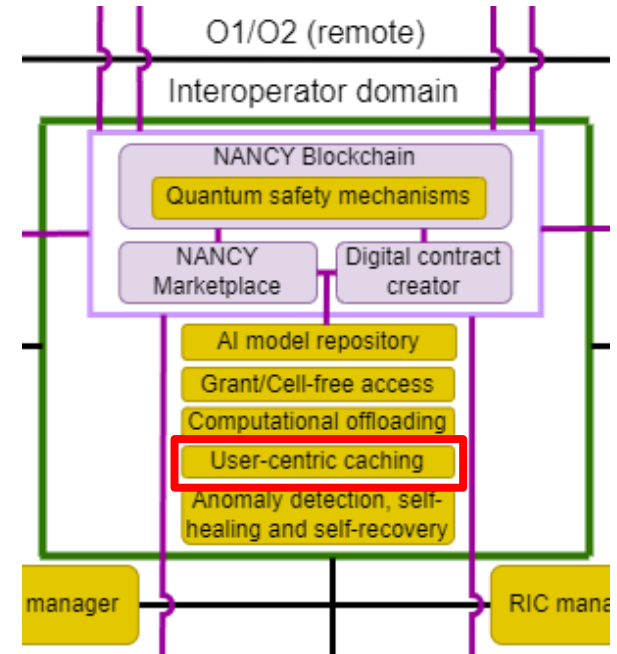 O1/O2 (remote)
Interoperator domain
NANCY Blockchain
Quantum safety mechanisms
NANCY
Marketplace
Digital contract
creator
AI model repository
Grant/Cell-free access
Computational offloading
User-centric caching
Anomaly detection, self-
healing and self-recovery
manager
RIC mana